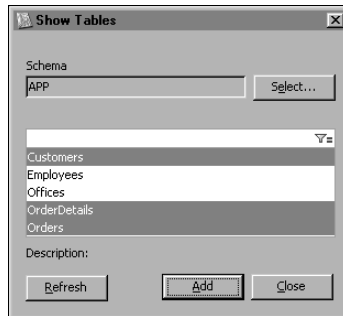 Show Tables
Schema
APP
Select...
Customers
Employees
Offices
OrderDetails
Orders
Description:
Refresh
Add
Close